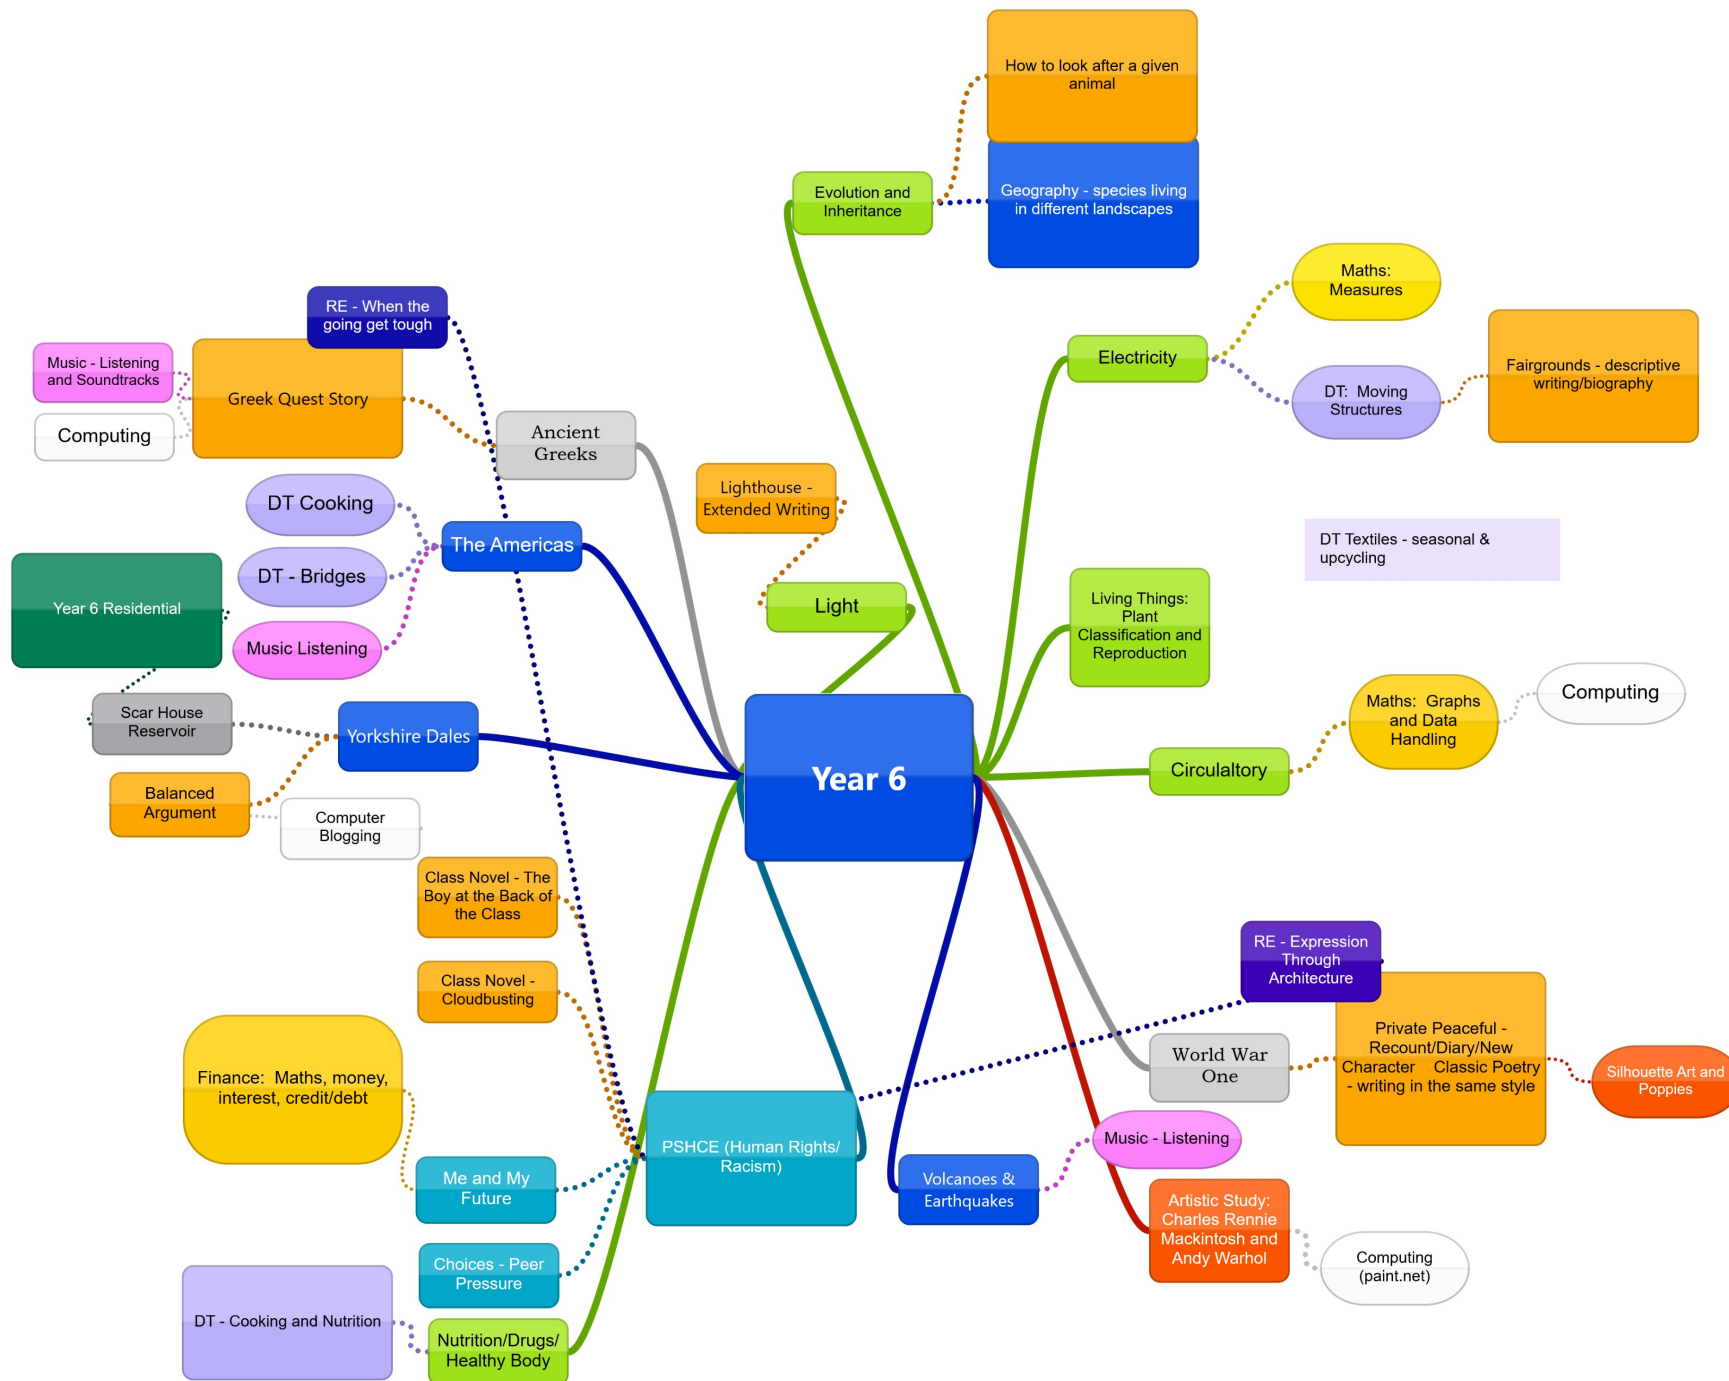 How to look after a given
animal
Geography - species living
in different landscapes
Evolution and
Inheritance
Maths:
Measures
Electricity
DT:  Moving
Structures
Fairgrounds - descriptive
writing/biography
RE - When the
going get tough
Music - Listening
and Soundtracks
Greek Quest Story
Computing
Ancient
Greeks
Lighthouse -
Extended Writing
DT Cooking
The Americas
DT - Bridges
Music Listening
DT Textiles - seasonal &
upcycling
Light
Living Things:
Plant
Classification and
Reproduction
Year 6 Residential
Scar House
Reservoir
Yorkshire Dales
Balanced
Argument
Computer
Blogging
Year 6
Circulaltory
Maths:  Graphs
and Data
Handling
Computing
Class Novel - The
Boy at the Back of
the Class
Class Novel -
Cloudbusting
Finance:  Maths, money,
interest, credit/debt
Me and My
Future
Choices - Peer
Pressure
PSHCE (Human Rights/
Racism)
DT - Cooking and Nutrition
Nutrition/Drugs/
Healthy Body
RE - Expression
Through
Architecture
World War
One
Private Peaceful -
Recount/Diary/New
Character    Classic Poetry
- writing in the same style
Silhouette Art and
Poppies
Music - Listening
Volcanoes &
Earthquakes
Artistic Study:
Charles Rennie
Mackintosh and
Andy Warhol
Computing
(paint.net)